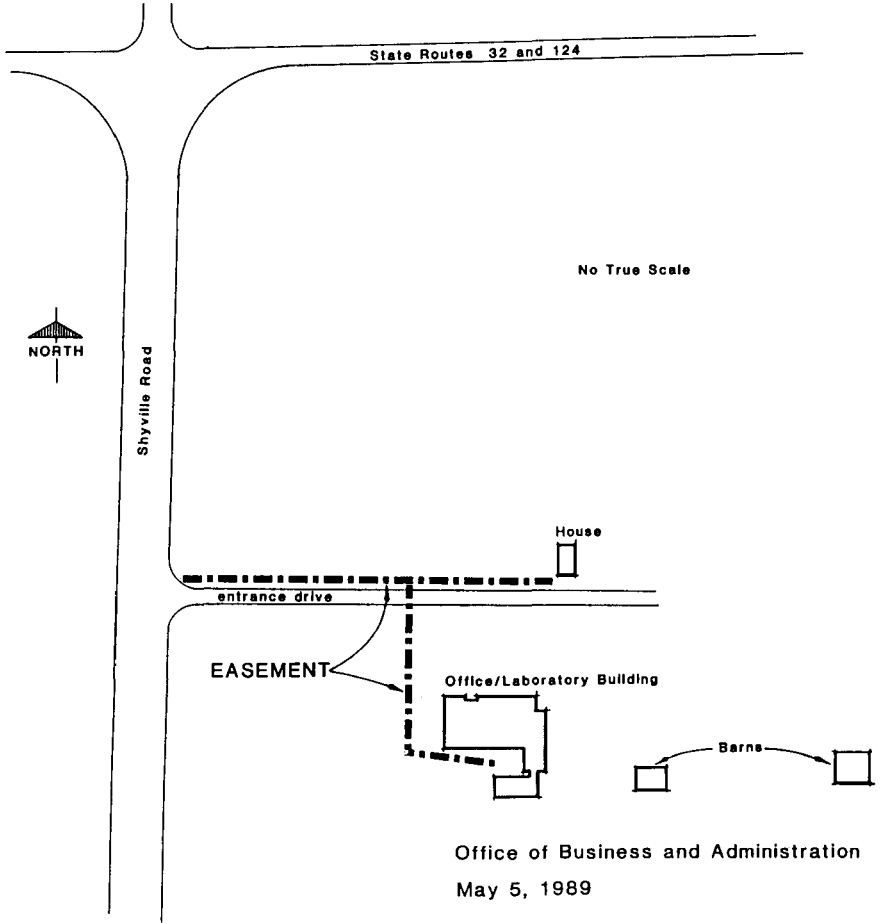 State Routes 32 and 124
No True Scale
NORTH
Shyville Road
House
entrance drive
EASEMENT
Office/Laboratory Building
Barns
Office of Business and Administration
May 5, 1989